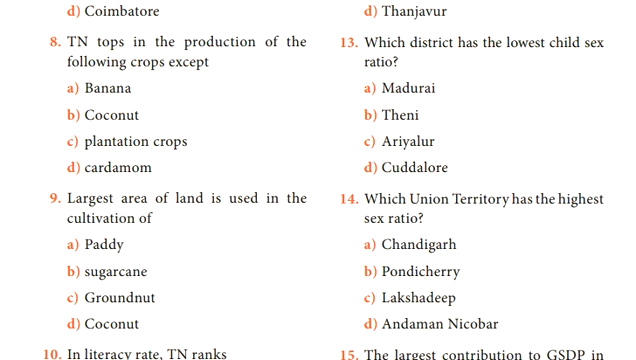 d) Coimbatore
8. TN tops in the production of the
following crops except
a) Banana
b) Coconut
c) plantation crops
d) cardamom
9. Largest area of land is used in the
cultivation of
a) Paddy
b) sugarcane
c) Groundnut
d) Coconut
10. In literacy rate, TN ranks
d) Thanjavur
13. Which district has the lowest child sex
ratio?
a) Madurai
b) Theni
c) Ariyalur
d) Cuddalore
14. Which Union Territory has the highest
sex ratio?
a) Chandigarh
b) Pondicherry
c) Lakshadeep
d) Andaman Nicobar
15. The largest contribution to GSDP in